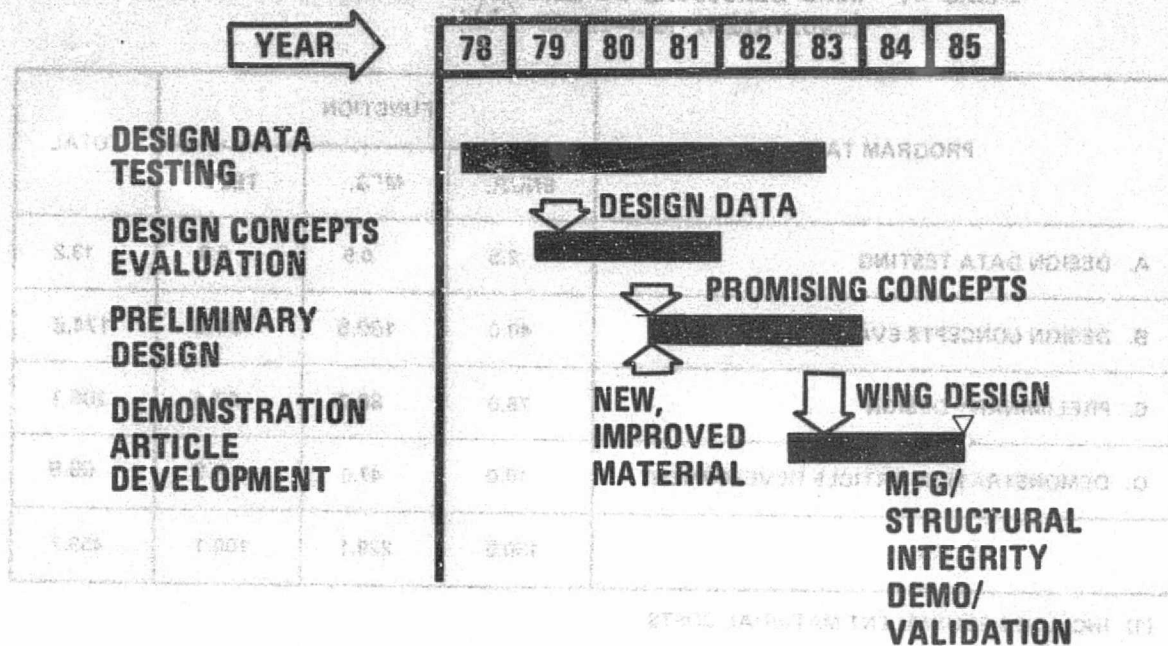 YEAR
78 79 80 81 82 83 84 85
DESIGN DATA
TESTING
DESIGN DATA
DESIGN CONCEPTS
EVALUATION
PROMISING CONCEPTS
PRELIMINARY
DESIGN
NEW,
IMPROVED
MATERIAL
WING DESIGN
DEMONSTRATION
ARTICLE
DEVELOPMENT
MFG/
STRUCTURAL
INTEGRITY
DEMO/
VALIDATION